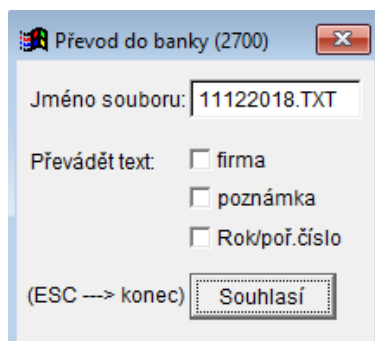 Převod do banky (2700)
Jméno souboru: 11122018.TXT
Převádět text: firma
poznámka
Rok/poř.číslo
(ESC ---> konec) Souhlasí